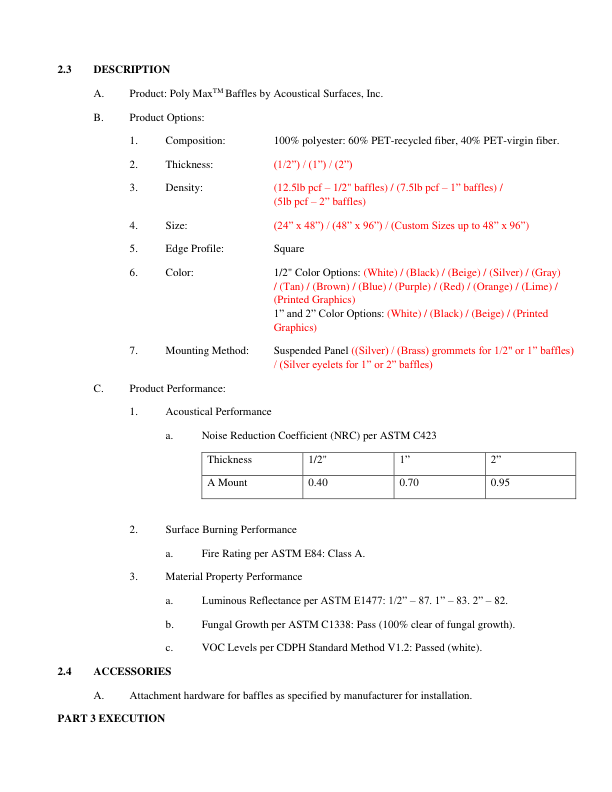 2.3 DESCRIPTION
A. Product: Poly Max™ Baffles by Acoustical Surfaces, Inc.
B. Product Options:
1. Composition: 100% polyester: 60% PET-recycled fiber, 40% PET-virgin fiber.
2. Thickness: (1/2”) / (1”) / (2”)
3. Density: (12.5lb pcf – 1/2" baffles) / (7.5lb pcf – 1” baffles) /
(5lb pcf – 2” baffles)
4. Size: (24” x 48”) / (48” x 96”) / (Custom Sizes up to 48” x 96”)
5. Edge Profile: Square
6. Color: 1/2" Color Options: (White) / (Black) / (Beige) / (Silver) / (Gray)
/ (Tan) / (Brown) / (Blue) / (Purple) / (Red) / (Orange) / (Lime) /
(Printed Graphics)
1” and 2” Color Options: (White) / (Black) / (Beige) / (Printed
Graphics)
7. Mounting Method: Suspended Panel ((Silver) / (Brass) grommets for 1/2" or 1” baffles)
/ (Silver eyelets for 1” or 2” baffles)
C. Product Performance:
1. Acoustical Performance
a. Noise Reduction Coefficient (NRC) per ASTM C423
Thickness 1/2" 1” 2”
A Mount 0.40 0.70 0.95
2. Surface Burning Performance
a. Fire Rating per ASTM E84: Class A.
3. Material Property Performance
a. Luminous Reflectance per ASTM E1477: 1/2” – 87. 1” – 83. 2” – 82.
b. Fungal Growth per ASTM C1338: Pass (100% clear of fungal growth).
c. VOC Levels per CDPH Standard Method V1.2: Passed (white).
2.4 ACCESSORIES
A. Attachment hardware for baffles as specified by manufacturer for installation.
PART 3 EXECUTION